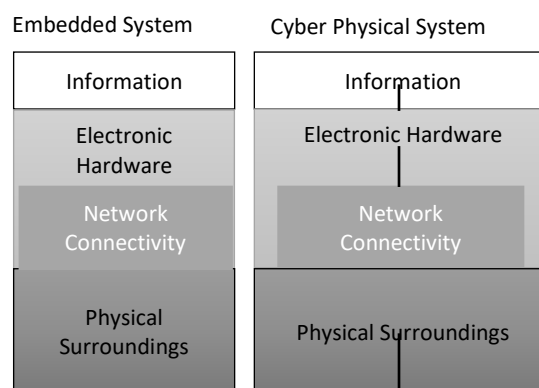 Embedded System
Cyber Physical System
Information
Electronic
Hardware
Network
Connectivity
Physical
Surroundings
Information
Electronic Hardware
Network
Connectivity
Physical Surroundings